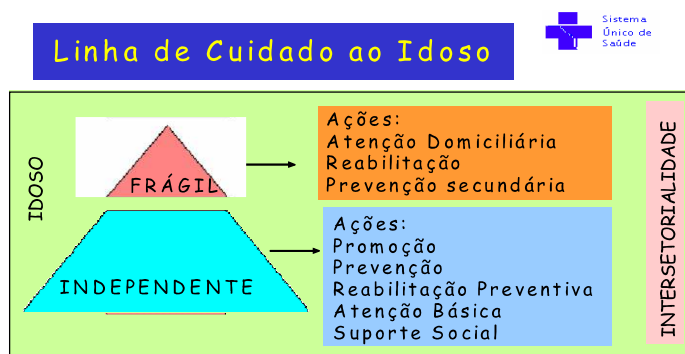 Linha de Cuidado ao Idoso
Sistema
Único de
Saúde
IDOSO
FRÁGIL
Ações:
Atenção Domiciliária
Reabilitação
Prevenção secundária
INDEPENDENTE
Ações:
Promoção
Prevenção
Reabilitação Preventiva
Atenção Básica
Suporte Social
INTERSETORIALIDADE